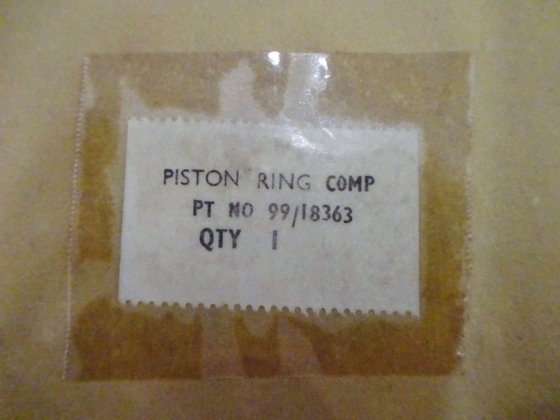 PISTON RING COMP
PT NO 99/18363
QTY 1